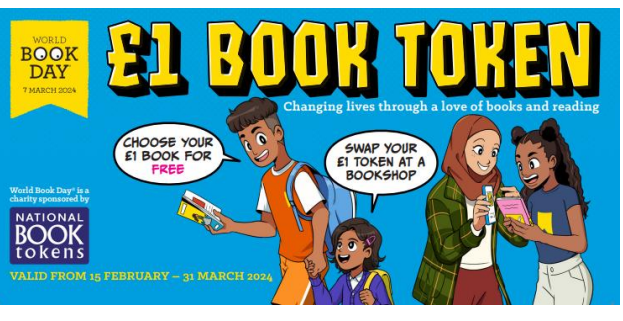 WORLD
BOOK
DAY
7 MARCH 2024
£1 BOOK TOKEN
Changing lives through a love of books and reading
CHOOSE YOUR
£1 BOOK FOR
FREE
SWAP YOUR
£1 TOKEN AT A
BOOKSHOP
World Book Day® is a
charity sponsored by
NATIONAL
BOOK
tokens
VALID FROM 15 FEBRUARY – 31 MARCH 2024